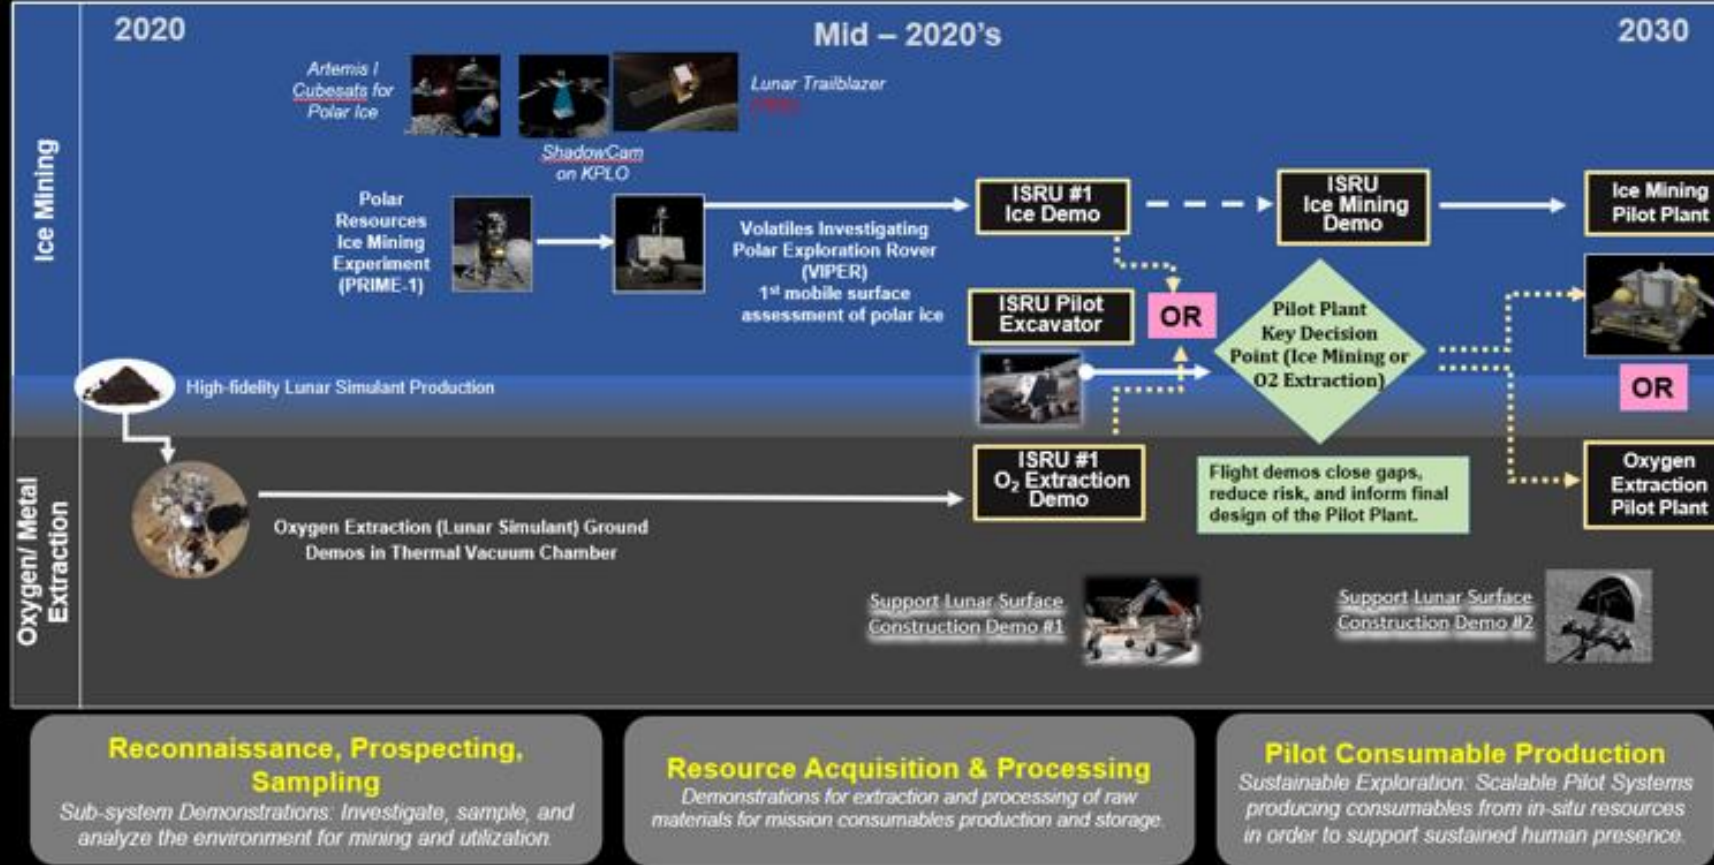 2020
Mid – 2020's
2030
Ice Mining
Artemis I
Cubesats for
Polar Ice
ShadowCam
on KPLO
Lunar Trailblazer
Polar
Resources
Ice Mining
Experiment
(PRIME-1)
Volatiles Investigating
Polar Exploration Rover
(VIPER)
1st mobile surface
assessment of polar ice
ISRU #1
Ice Demo
ISRU
Ice Mining
Demo
Ice Mining
Pilot Plant
ISRU Pilot
Excavator
OR
Pilot Plant
Key Decision
Point (Ice Mining or
O2 Extraction)
OR
High-fidelity Lunar Simulant Production
Oxygen/ Metal
Extraction
Oxygen Extraction (Lunar Simulant) Ground
Demos in Thermal Vacuum Chamber
ISRU #1
O₂ Extraction
Demo
Flight demos close gaps,
reduce risk, and inform final
design of the Pilot Plant.
Oxygen
Extraction
Pilot Plant
Support Lunar Surface
Construction Demo #1
Support Lunar Surface
Construction Demo #2
Reconnaissance, Prospecting,
Sampling
Sub-system Demonstrations: Investigate, sample, and
analyze the environment for mining and utilization.
Resource Acquisition & Processing
Demonstrations for extraction and processing of raw
materials for mission consumables production and storage.
Pilot Consumable Production
Sustainable Exploration: Scalable Pilot Systems
producing consumables from in-situ resources
in order to support sustained human presence.